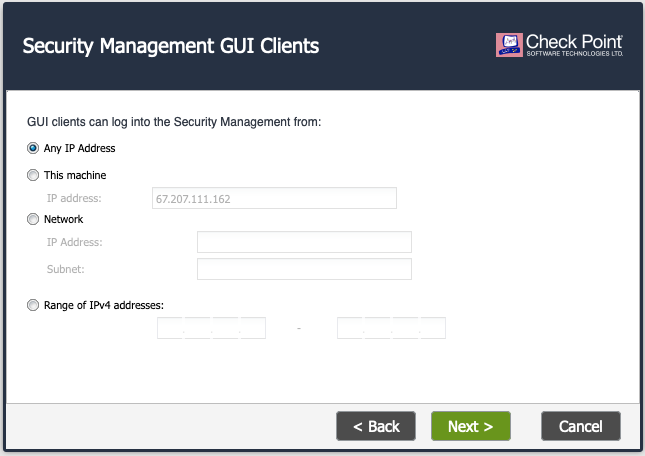 Security Management GUI Clients
Check Point
SOFTWARE TECHNOLOGIES LTD.
GUI clients can log into the Security Management from:
Any IP Address
This machine
IP address: 67.207.111.162
Network
IP Address:
Subnet:
Range of IPv4 addresses:
-
< Back Next > Cancel